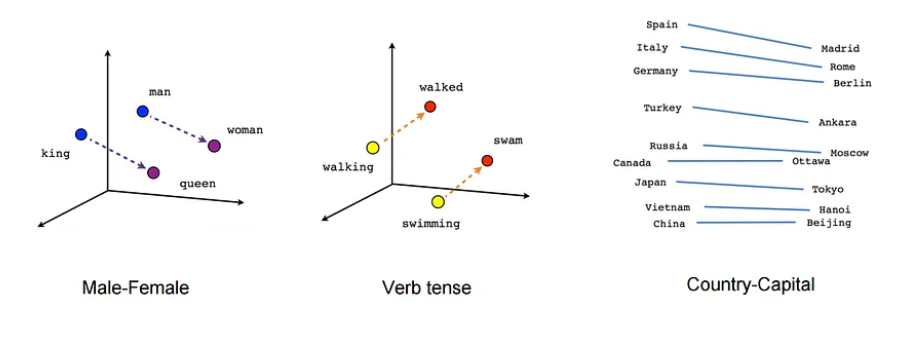 man
woman
king
queen
Male-Female
walked
swam
walking
swimming
Verb tense
Spain
Madrid
Italy
Rome
Germany
Berlin
Turkey
Ankara
Russia
Moscow
Canada
Ottawa
Japan
Tokyo
Vietnam
Hanoi
China
Beijing
Country-Capital